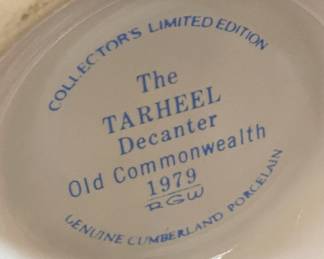 COLLECTOR'S LIMITED EDITION
The
TARHEEL
Decanter
Old Commonwealth
1979
RGW
GENUINE CUMBERLAND PORCELAIN